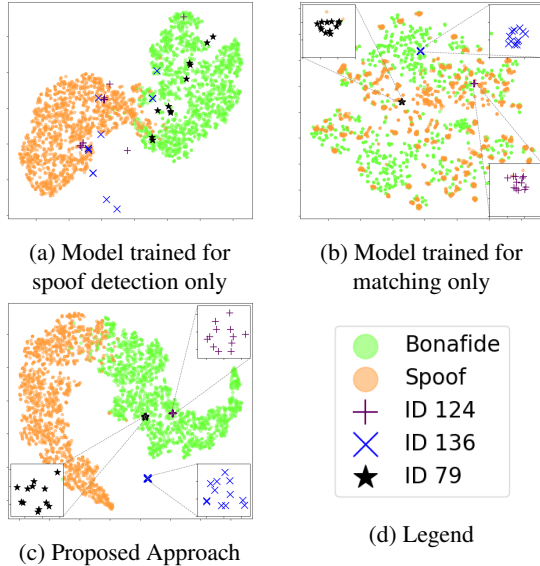 (a) Model trained for
spoof detection only
(b) Model trained for
matching only
Bonafide
Spoof
ID 124
ID 136
ID 79
(c) Proposed Approach
(d) Legend